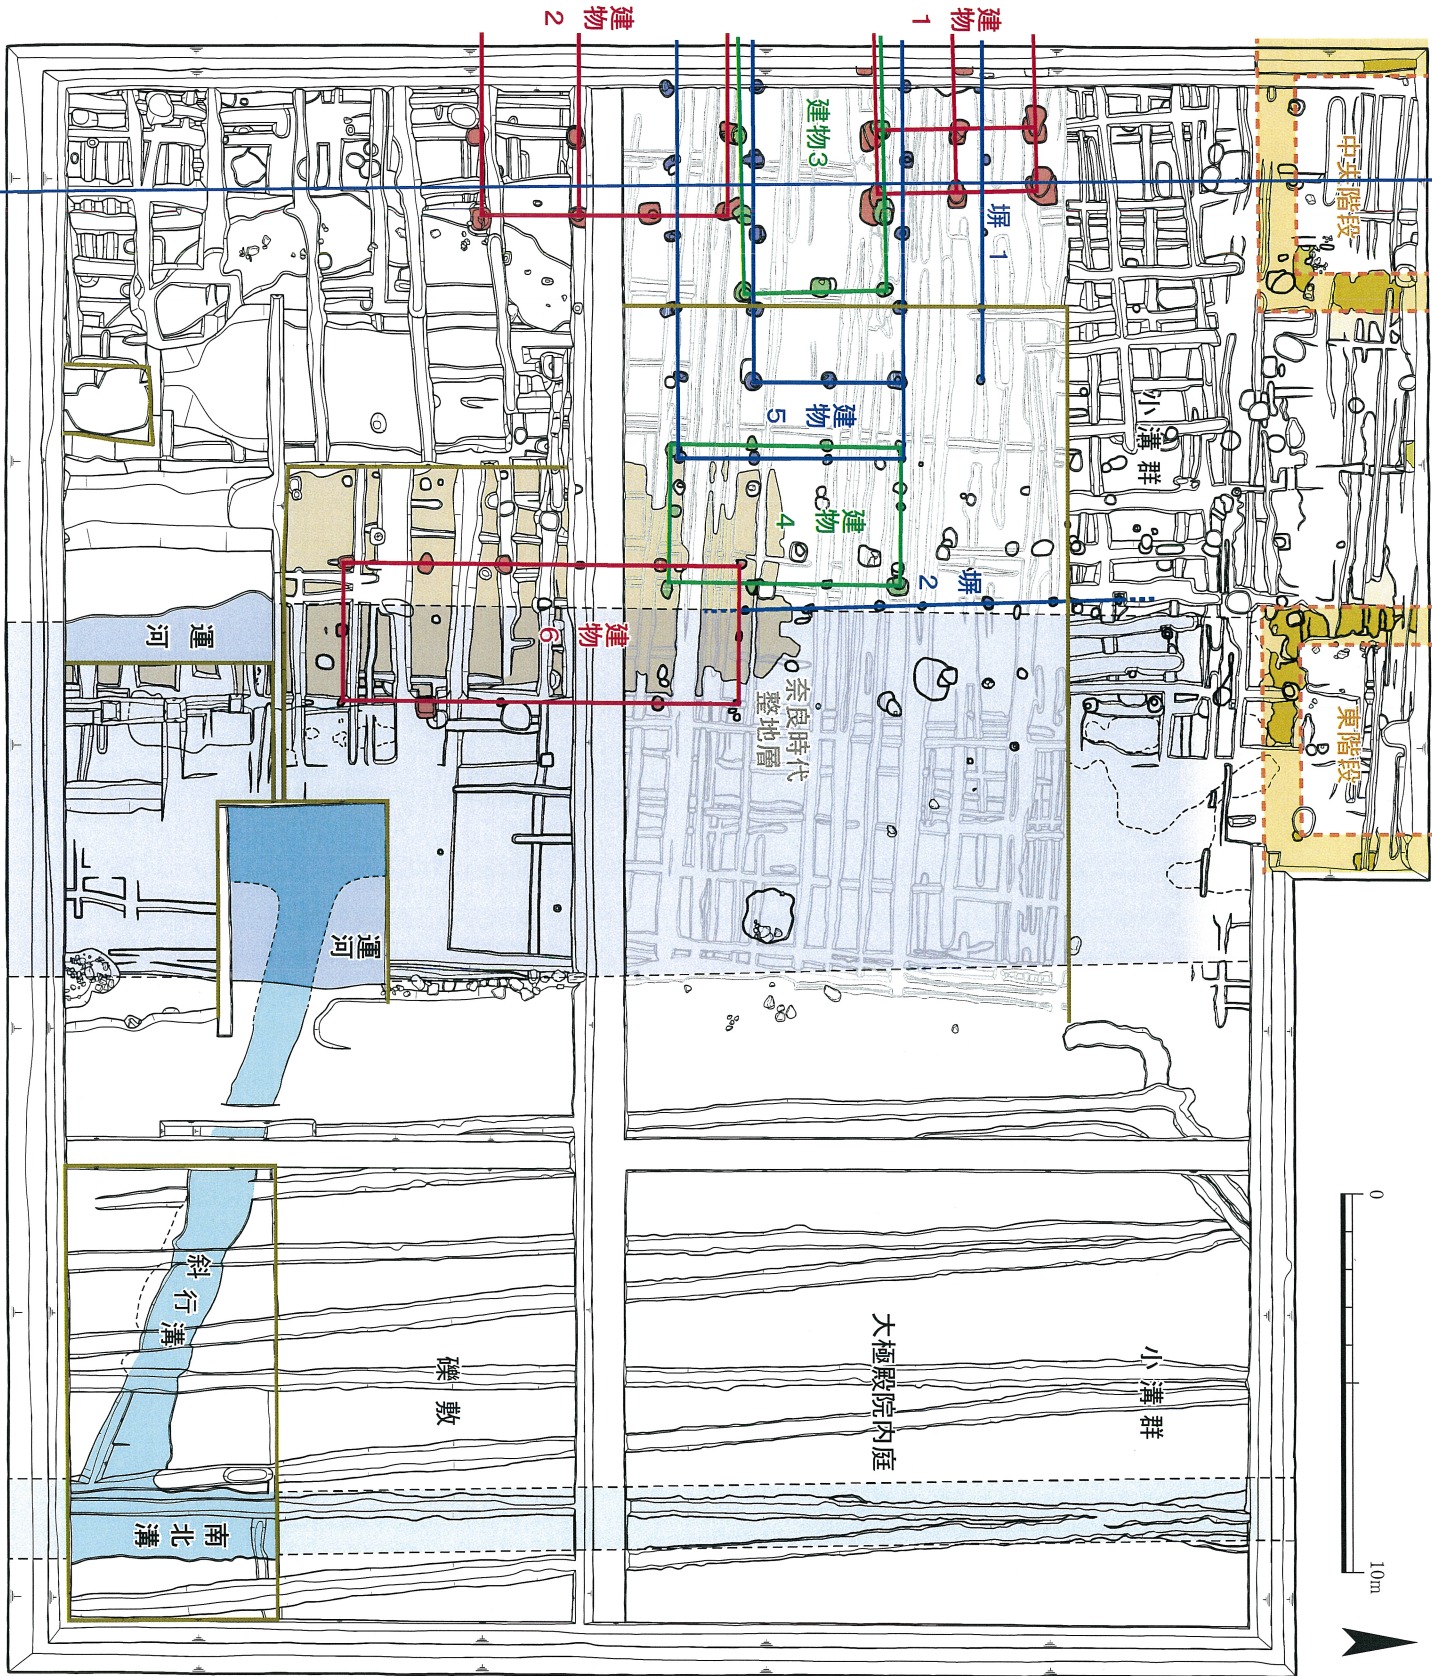 建物1
建物2
建物3
塀1
建物5
建物4
塀2
建物6
中央階段
東階段
小溝群
奈良時代
整地層
運河
運河
斜行溝
南北溝
礫敷
大極殿院内庭
小溝群
0
10m